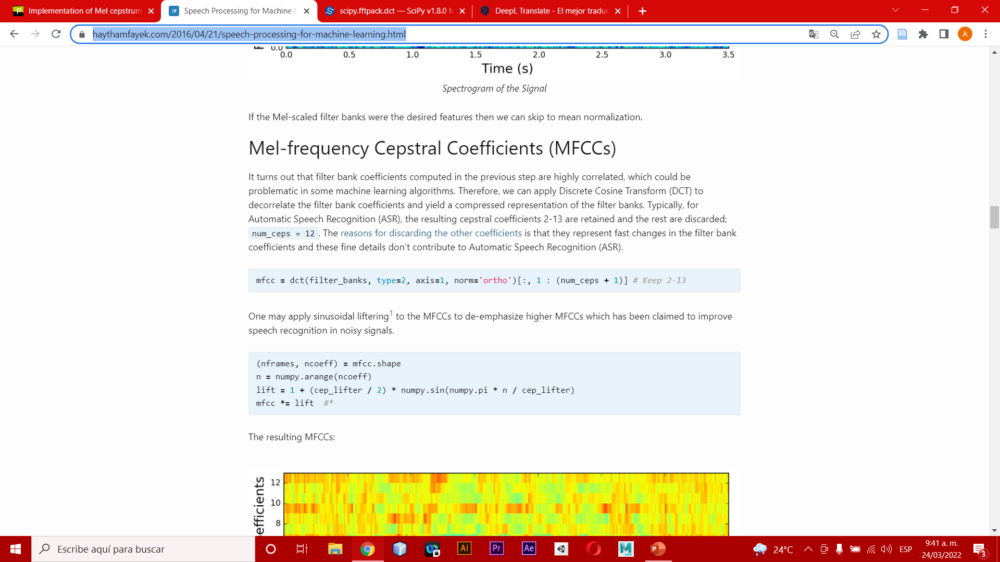 Implementation of Mel cepstrum
Speech Processing for Machine L
scipy.fftpack.dct — SciPy v1.8.0 M
DeepL Translate - El mejor traduc
haythamfayek.com/2016/04/21/speech-processing-for-machine-learning.html
A
0.0
0.0 0.5 1.0 1.5 2.0 2.5 3.0 3.5
Time (s)
Spectrogram of the Signal
If the Mel-scaled filter banks were the desired features then we can skip to mean normalization.
Mel-frequency Cepstral Coefficients (MFCCs)
It turns out that filter bank coefficients computed in the previous step are highly correlated, which could be
problematic in some machine learning algorithms. Therefore, we can apply Discrete Cosine Transform (DCT) to
decorrelate the filter bank coefficients and yield a compressed representation of the filter banks. Typically, for
Automatic Speech Recognition (ASR), the resulting cepstral coefficients 2-13 are retained and the rest are discarded;
num_ceps = 12 . The reasons for discarding the other coefficients is that they represent fast changes in the filter bank
coefficients and these fine details don’t contribute to Automatic Speech Recognition (ASR).
mfcc = dct(filter_banks, type=2, axis=1, norm='ortho')[:, 1 : (num_ceps + 1)] # Keep 2-13
One may apply sinusoidal liftering1 to the MFCCs to de-emphasize higher MFCCs which has been claimed to improve
speech recognition in noisy signals.
(nframes, ncoeff) = mfcc.shape
n = numpy.arange(ncoeff)
lift = 1 + (cep_lifter / 2) * numpy.sin(numpy.pi * n / cep_lifter)
mfcc *= lift #*
The resulting MFCCs:
12
10
8
efficients
Escribe aquí para buscar
Ai
Pr
Ae
M
MAYA
P
24°C
ESP
9:41 a. m.
24/03/2022
3